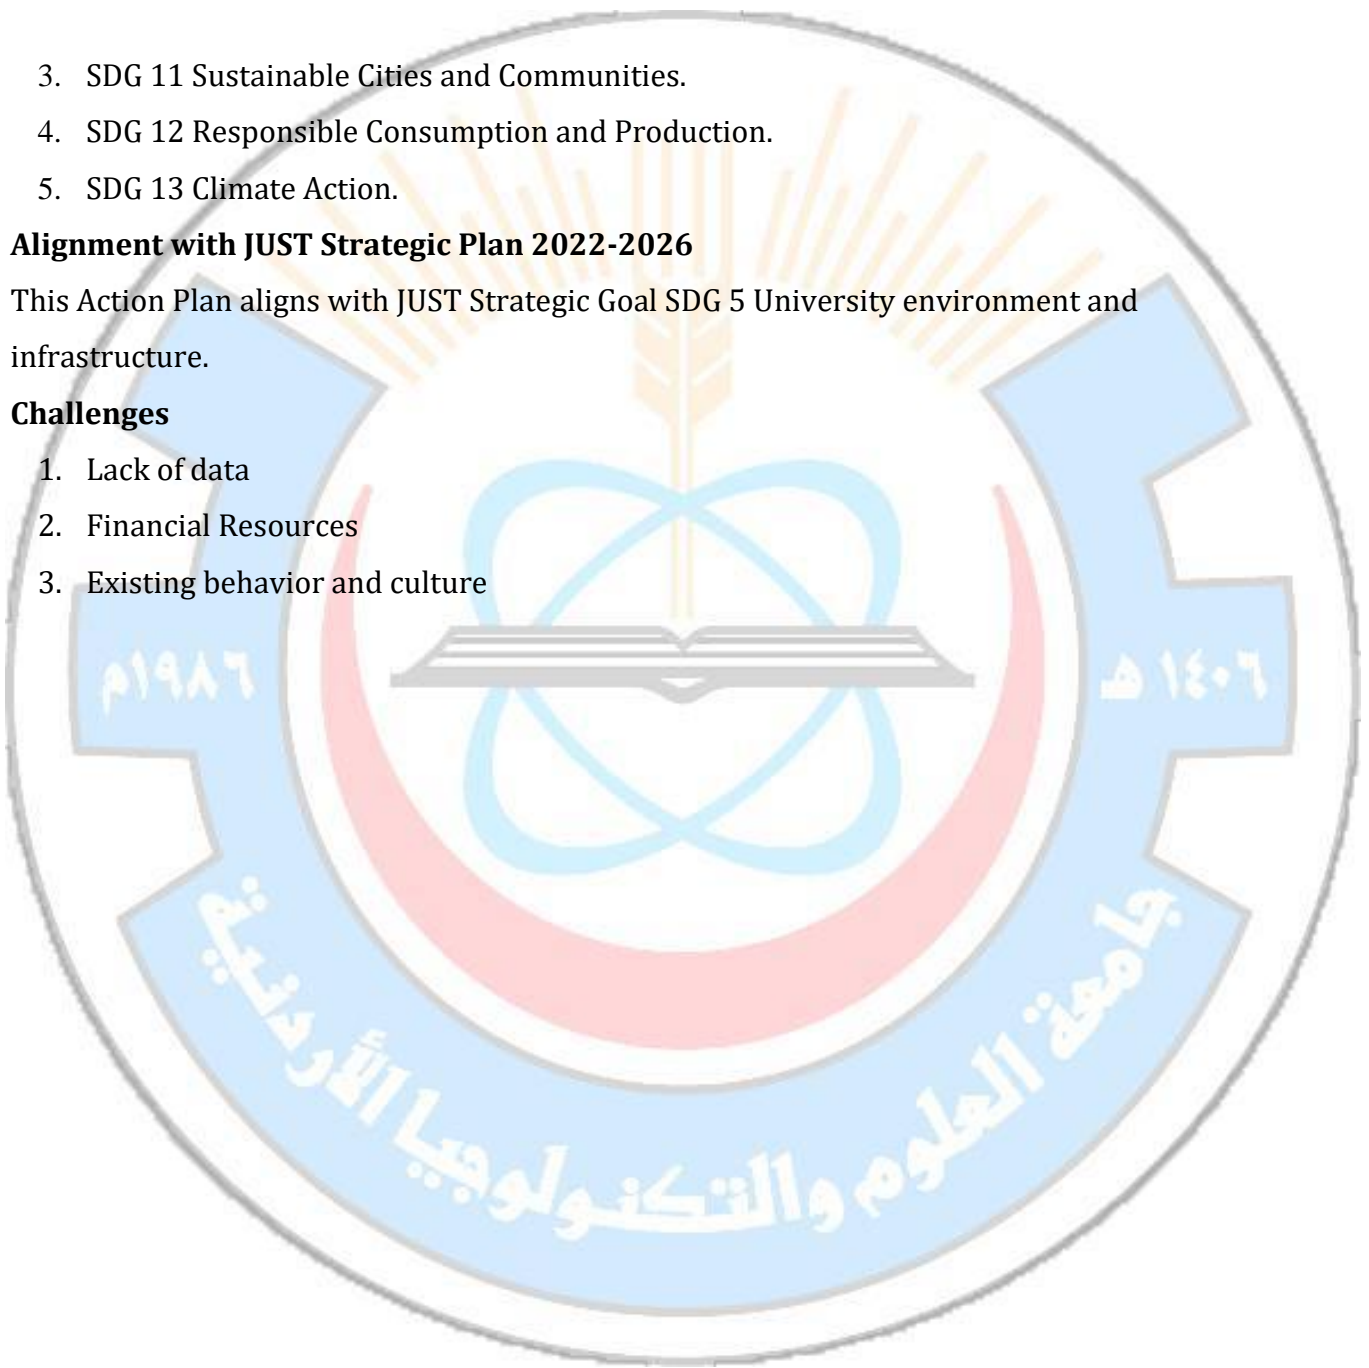 3. SDG 11 Sustainable Cities and Communities.
4. SDG 12 Responsible Consumption and Production.
5. SDG 13 Climate Action.
Alignment with JUST Strategic Plan 2022-2026
This Action Plan aligns with JUST Strategic Goal SDG 5 University environment and
infrastructure.
Challenges
1. Lack of data
2. Financial Resources
3. Existing behavior and culture
١٤٠٦ هـ
١٩٨٦م
جامعة العلوم والتكنولوجيا الأردنية